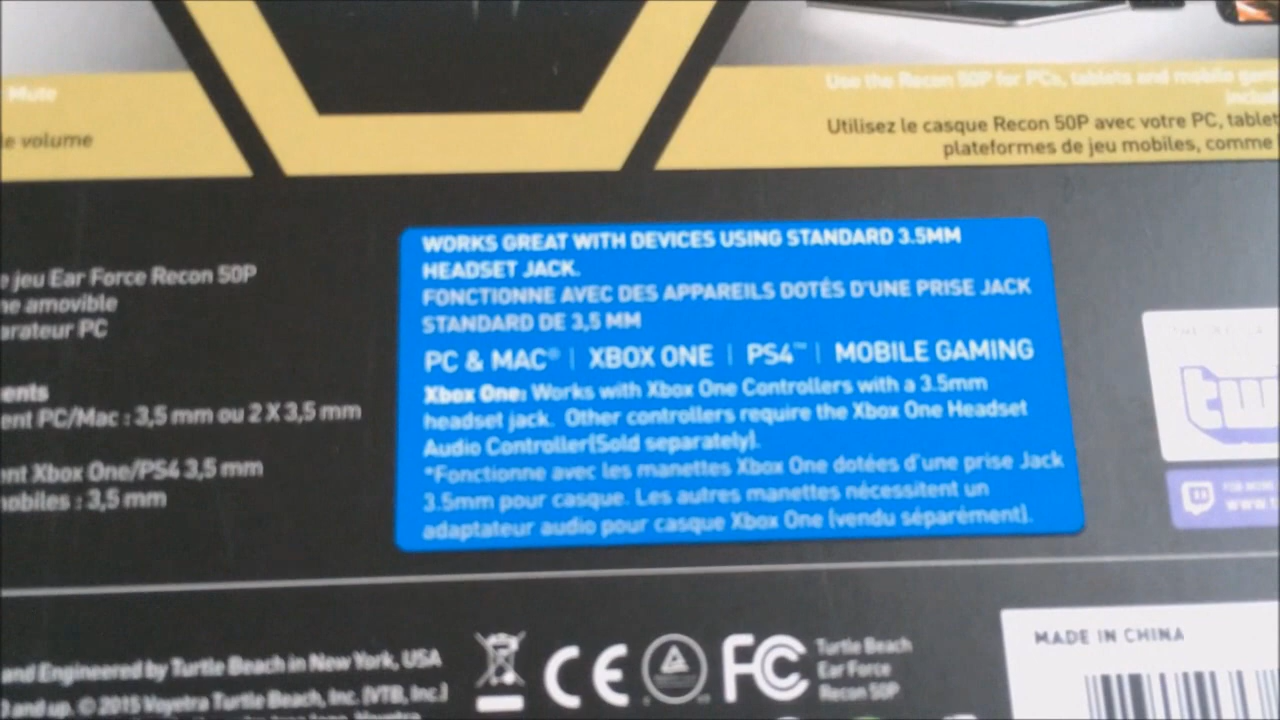 Mute
Use the Recon 50P for PCs, tablets and mobile
le volume
Utilisez le casque Recon 50P avec votre PC,
plateformes de jeu mobiles, comme
WORKS GREAT WITH DEVICES USING STANDARD 3.5MM
HEADSET JACK.
FONCTIONNE AVEC DES APPAREILS DOTÉS D'UNE PRISE JACK
STANDARD DE 3,5 MM
PC & MAC® | XBOX ONE | PS4™ | MOBILE GAMING
Xbox One: Works with Xbox One Controllers with a 3.5mm
headset jack. Other controllers require the Xbox One Headset
Audio Controller(Sold separately).
*Fonctionne avec les manettes Xbox One dotées d'une prise Jack
3.5mm pour casque. Les autres manettes nécessitent un
adaptateur audio pour casque Xbox One (vendu séparément).
e jeu Ear Force Recon 50P
ne amovible
arateur PC
ents
ent PC/Mac : 3,5 mm ou 2 X 3,5 mm
nt Xbox One/PS4 3,5 mm
nobiles : 3,5 mm
and Engineered by Turtle Beach in New York, USA
and up. © 2015 Voyetra Turtle Beach, Inc. (VTB, Inc.)
CE
FC
Turtle Beach
Ear Force
Recon 50P
MADE IN CHINA